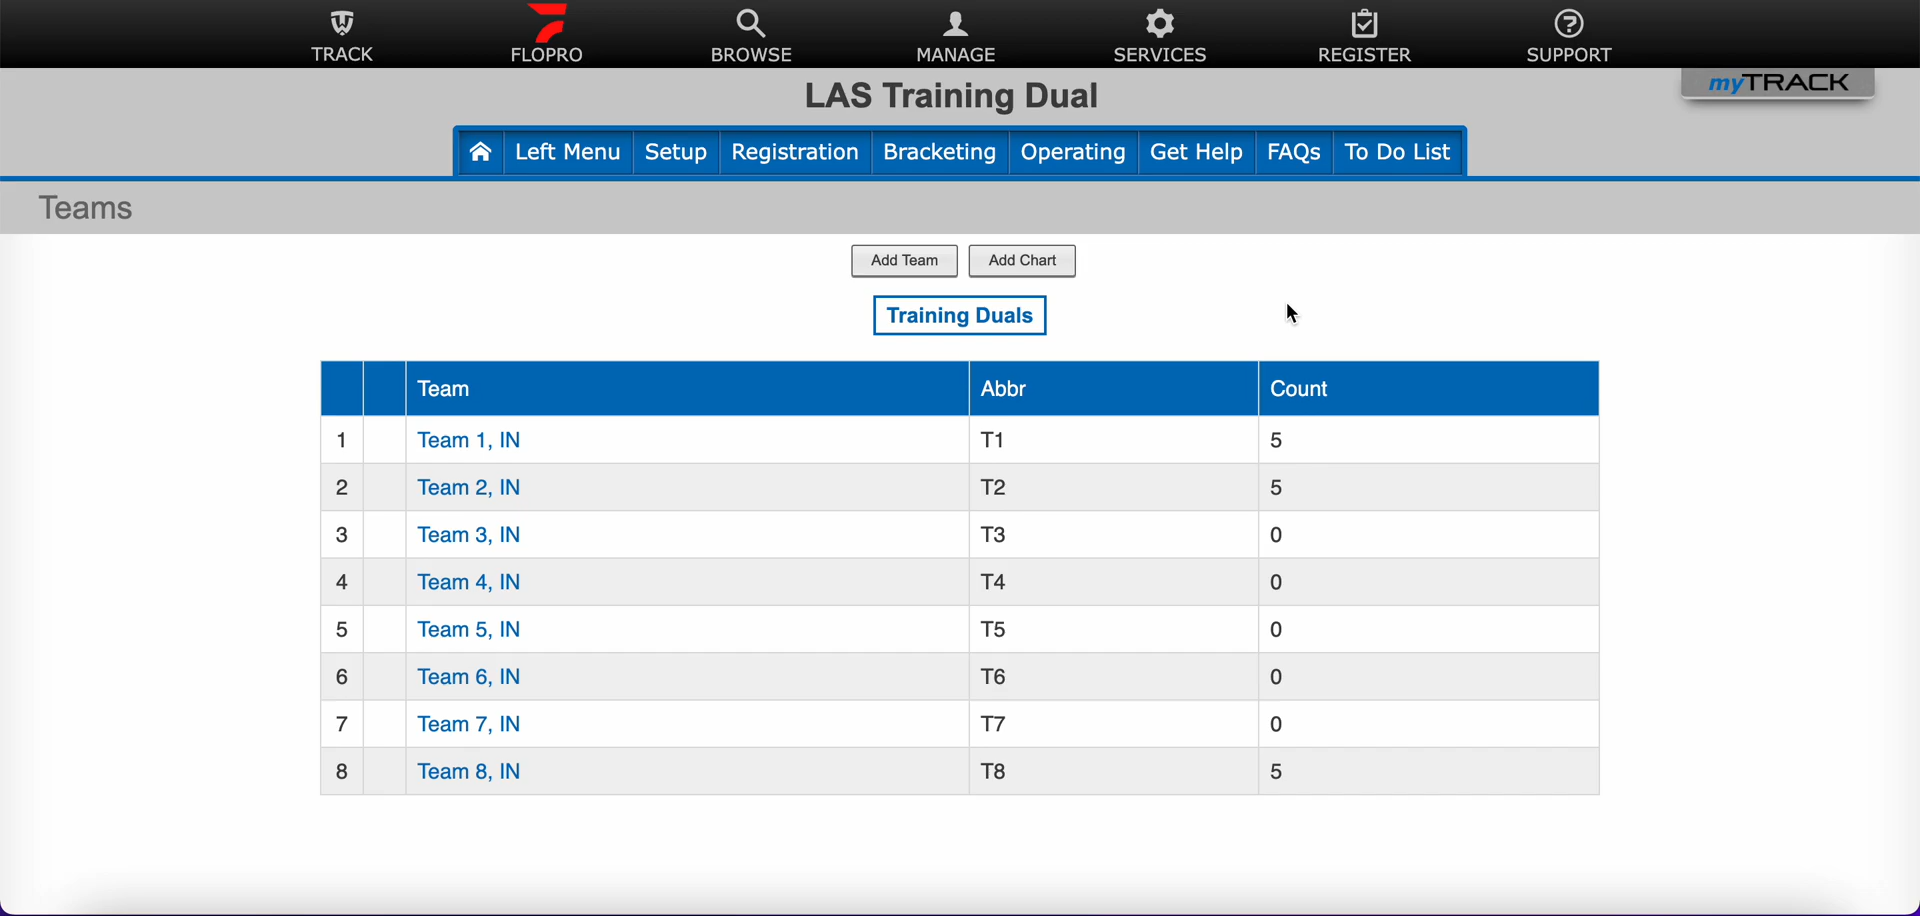 TRACK FLOPRO BROWSE MANAGE SERVICES REGISTER SUPPORT
myTRACK
LAS Training Dual
Left Menu Setup Registration Bracketing Operating Get Help FAQs To Do List
Teams
Add Team Add Chart
Training Duals
Team Abbr Count
1 Team 1, IN T1 5
2 Team 2, IN T2 5
3 Team 3, IN T3 0
4 Team 4, IN T4 0
5 Team 5, IN T5 0
6 Team 6, IN T6 0
7 Team 7, IN T7 0
8 Team 8, IN T8 5